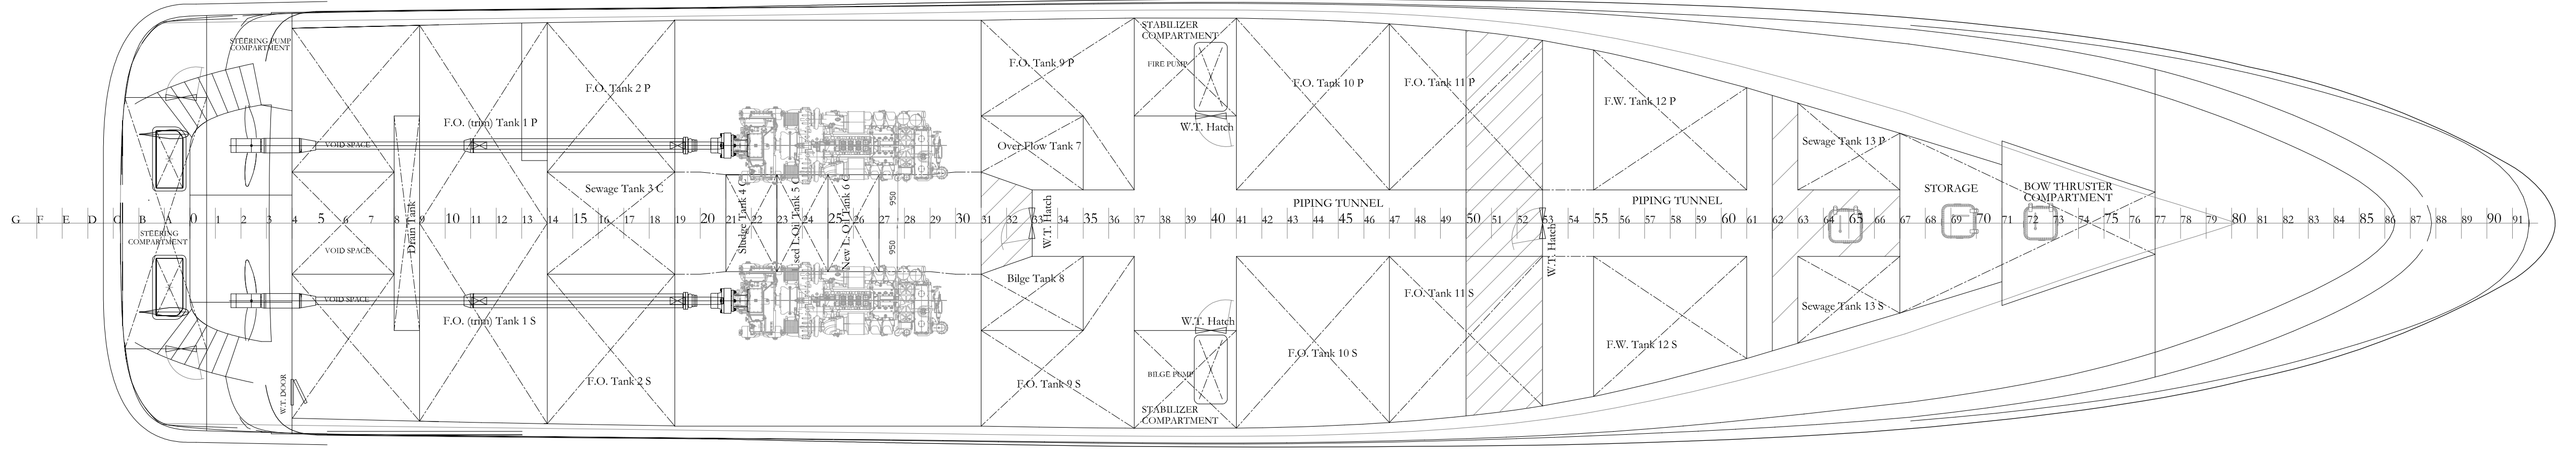 STABILIZER
COMPARTMENT
STEERING PUMP
COMPARTMENT
F.O. Tank 9 P
FIRE PUMP
F.O. Tank 10 P
F.O. Tank 11 P
F.O. Tank 2 P
F.W. Tank 12 P
F.O. (trim) Tank 1 P
W.T. Hatch
VOID SPACE
Over Flow Tank 7
Sewage Tank 13 P
Sewage Tank 3 C
STORAGE
BOW THRUSTER
COMPARTMENT
PIPING TUNNEL
PIPING TUNNEL
Drain Tank
Sludge Tank 4 C
sed L. Oil Tank 5 C
New L. Oil Tank 6 C
950
950
W.T. Hatch
W.T. Hatch
G F E D C B A 0 1 2 3 4 5 6 7 8 9 10 11 12 13 14 15 16 17 18 19 20 21 22 23 24 25 26 27 28 29 30 31 32 33 34 35 36 37 38 39 40 41 42 43 44 45 46 47 48 49 50 51 52 53 54 55 56 57 58 59 60 61 62 63 64 65 66 67 68 69 70 71 72 73 74 75 76 77 78 79 80 81 82 83 84 85 86 87 88 89 90 91
STEERING
COMPARTMENT
VOID SPACE
Bilge Tank 8
VOID SPACE
F.O. Tank 11 S
Sewage Tank 13 S
F.O. (trim) Tank 1 S
W.T. Hatch
F.W. Tank 12 S
F.O. Tank 10 S
BILGE PUMP
F.O. Tank 2 S
F.O. Tank 9 S
W.T. DOOR
STABILIZER
COMPARTMENT